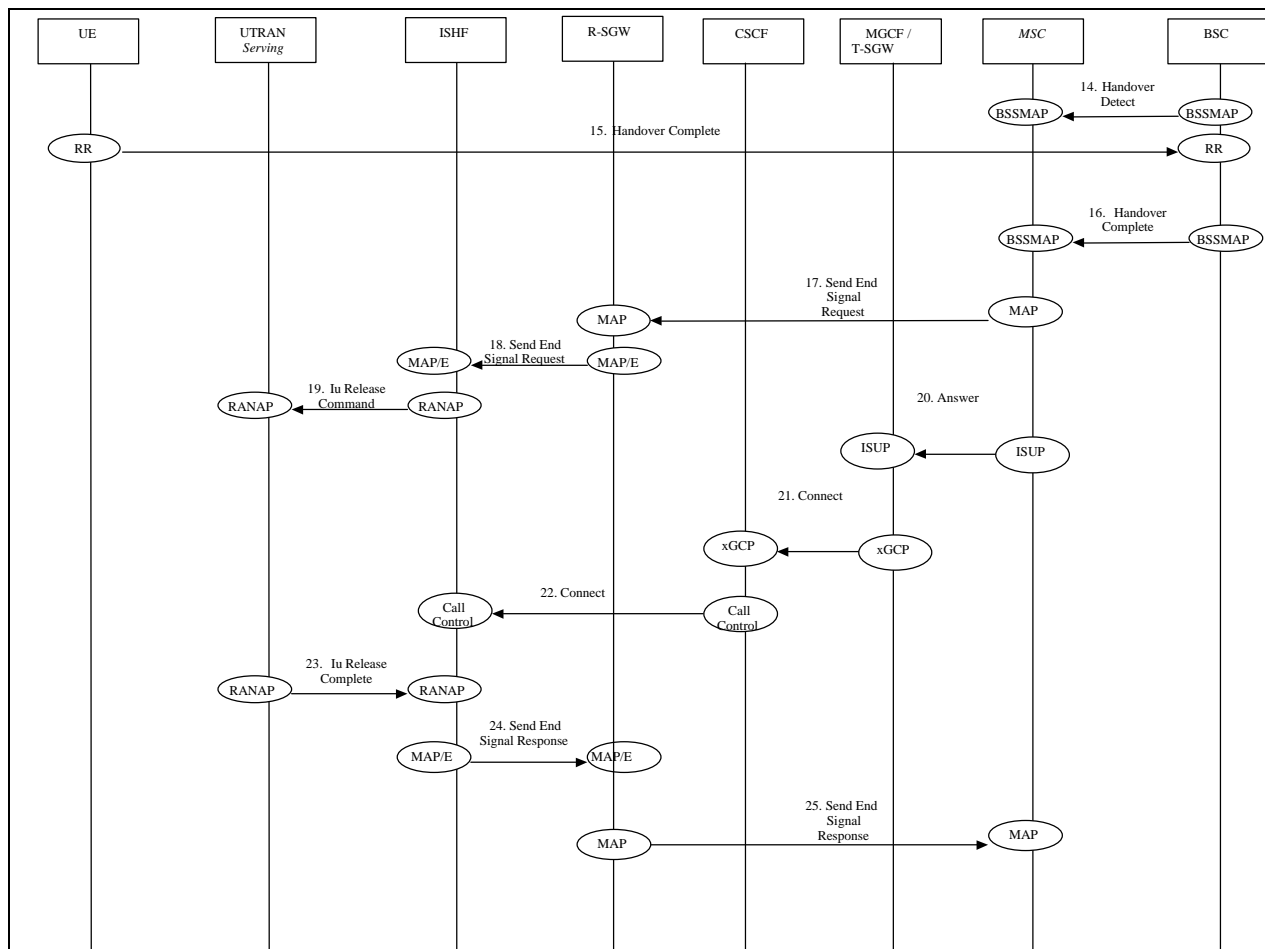 UE
UTRAN
Serving
ISHF
R-SGW
CSCF
MGCF /
T-SGW
MSC
BSC
14. Handover
Detect
BSSMAP
BSSMAP
15. Handover Complete
RR
RR
16. Handover
Complete
BSSMAP
BSSMAP
17. Send End
Signal
Request
MAP
MAP
18. Send End
Signal Request
MAP/E
MAP/E
19. Iu Release
Command
RANAP
RANAP
20. Answer
ISUP
ISUP
21. Connect
xGCP
xGCP
22. Connect
Call
Control
Call
Control
23. Iu Release
Complete
RANAP
RANAP
24. Send End
Signal Response
MAP/E
MAP/E
25. Send End
Signal
Response
MAP
MAP